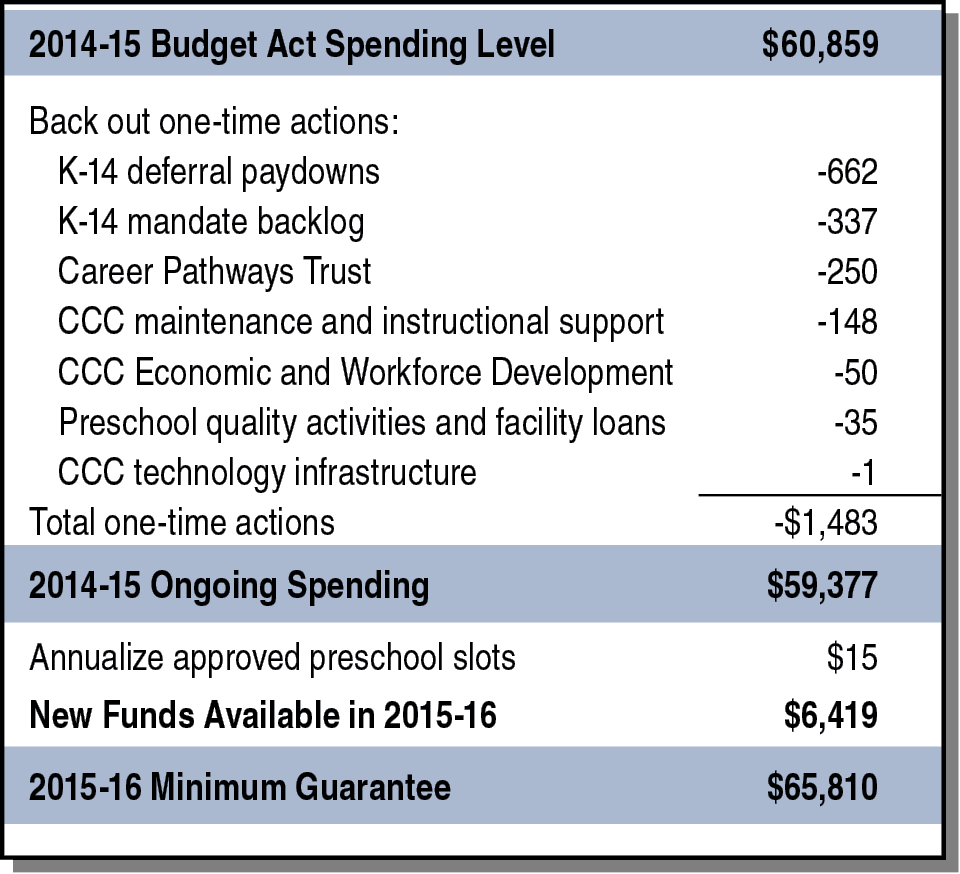 2014-15 Budget Act Spending Level $60,859
Back out one-time actions:
K-14 deferral paydowns -662
K-14 mandate backlog -337
Career Pathways Trust -250
CCC maintenance and instructional support -148
CCC Economic and Workforce Development -50
Preschool quality activities and facility loans -35
CCC technology infrastructure -1
Total one-time actions -$1,483
2014-15 Ongoing Spending $59,377
Annualize approved preschool slots $15
New Funds Available in 2015-16 $6,419
2015-16 Minimum Guarantee $65,810